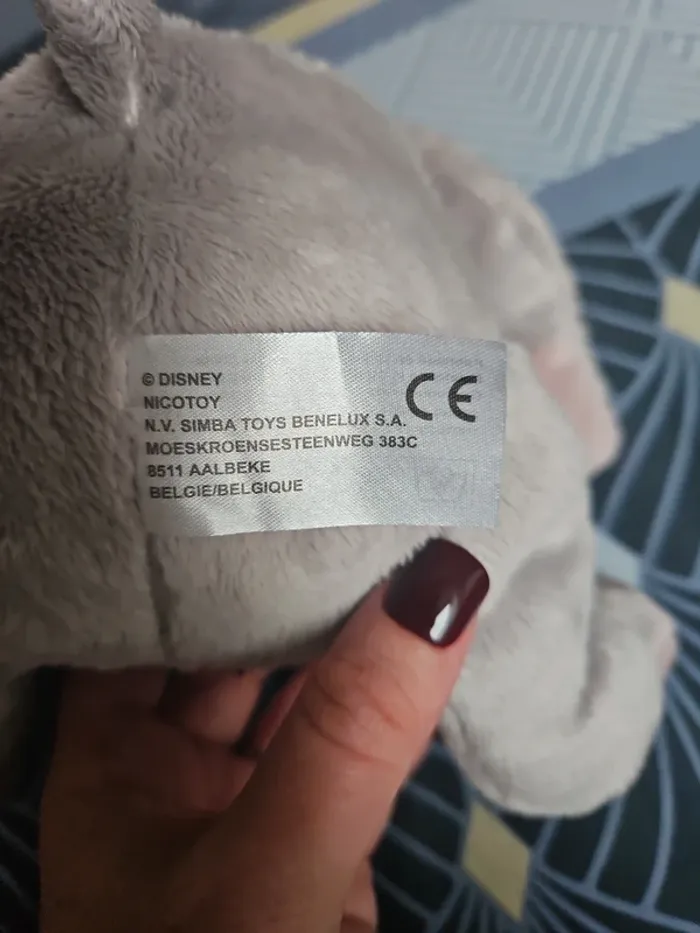 © DISNEY
NICOTOY
N.V. SIMBA TOYS BENELUX S.A.
MOESKROENSESTEENWEG 383C
8511 AALBEKE
BELGIE/BELGIQUE
CE